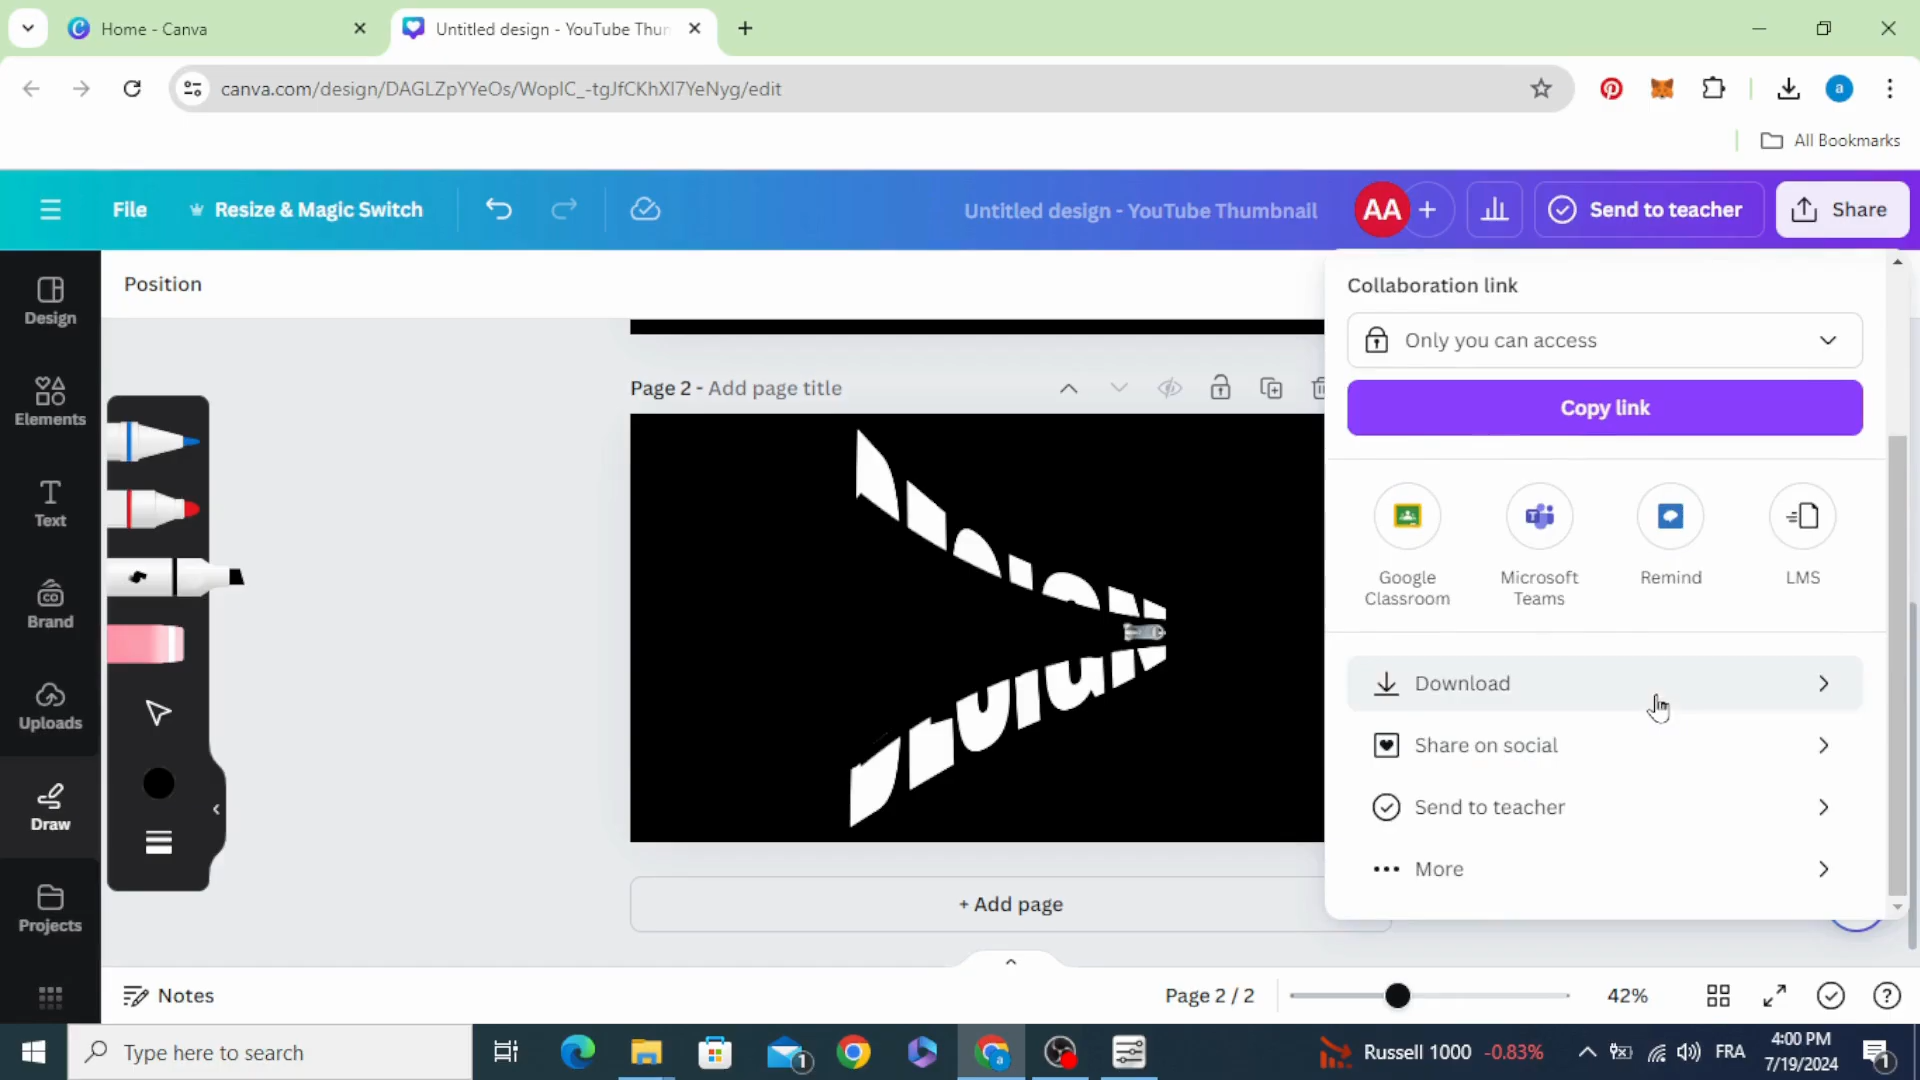 Home - Canva
Untitled design - YouTube Thun
canva.com/design/DAGLZpYYeOs/WopIC_-tgJfCKhXl7YeNyg/edit
a
All Bookmarks
File
Resize & Magic Switch
Untitled design - YouTube Thumbnail
AA
Send to teacher
Share
Design
Elements
Text
Brand
Uploads
Draw
Projects
Position
Page 2 - Add page title
+ Add page
Collaboration link
Only you can access
Copy link
Google Classroom
Microsoft Teams
Remind
LMS
Download
Share on social
Send to teacher
More
Notes
Page 2 / 2
42%
Type here to search
1
Russell 1000 -0.83%
FRA
4:00 PM
7/19/2024
1